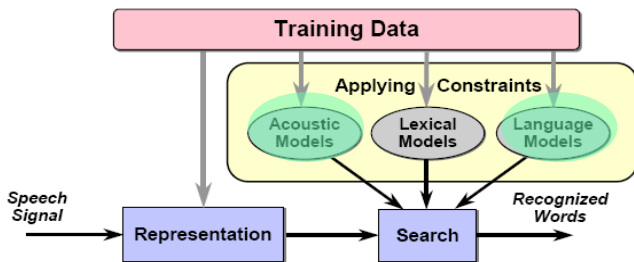 Training Data
Applying Constraints
Acoustic
Models
Lexical
Models
Language
Models
Speech
Signal
Recognized
Words
Representation
Search